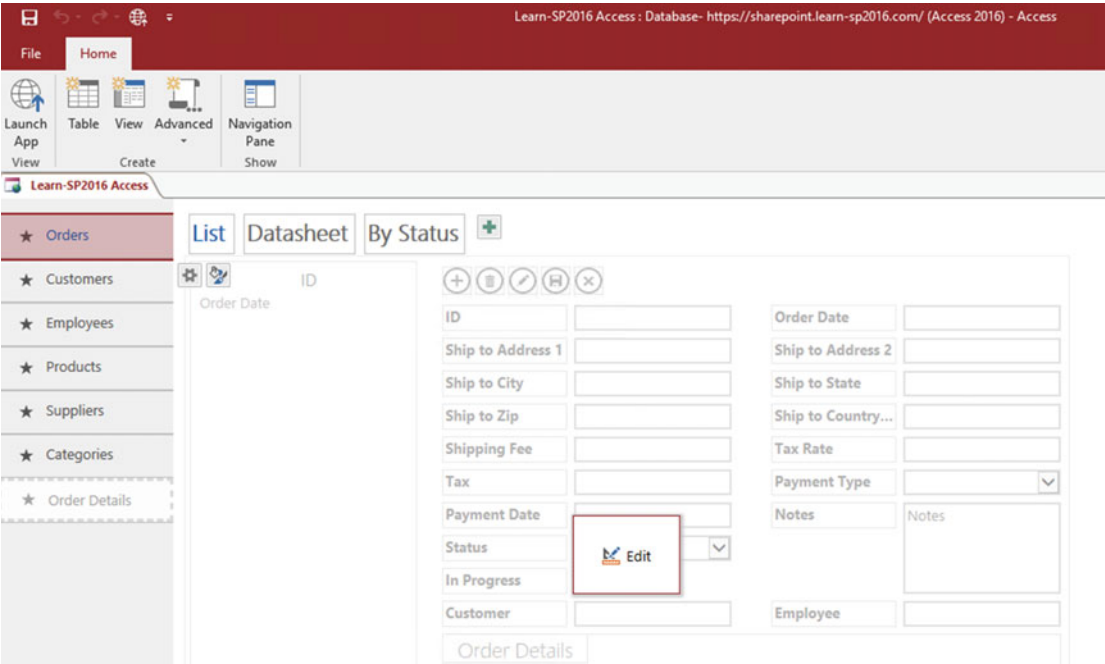 Learn-SP2016 Access : Database- https://sharepoint.learn-sp2016.com/ (Access 2016) - Access
File Home
Launch App
Table
View
Advanced
Navigation Pane
View Create Show
Learn-SP2016 Access
Orders
Customers
Employees
Products
Suppliers
Categories
Order Details
List Datasheet By Status
ID
Order Date
ID Order Date
Ship to Address 1 Ship to Address 2
Ship to City Ship to State
Ship to Zip Ship to Country...
Shipping Fee Tax Rate
Tax Payment Type
Payment Date Notes Notes
Status
Edit
In Progress
Customer Employee
Order Details